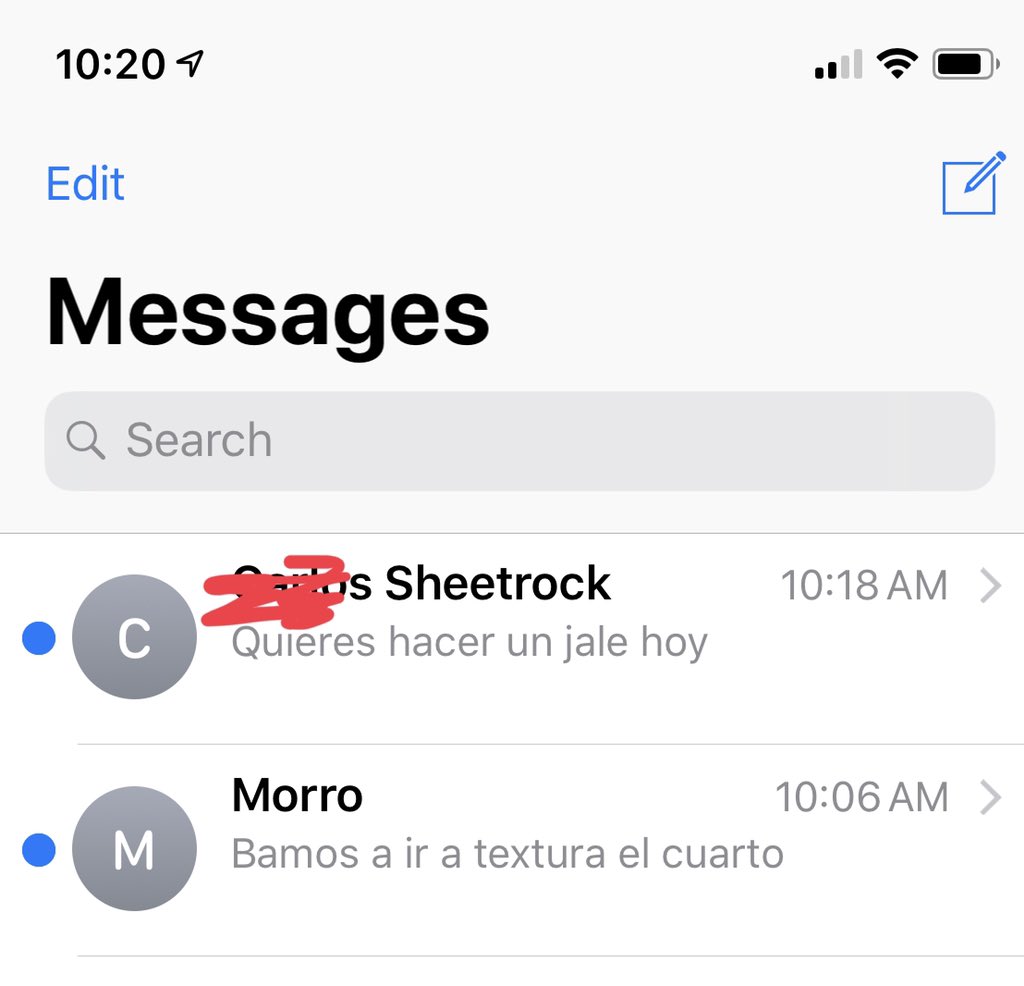 10:20
Edit
Messages
Search
C
Sheetrock
10:18 AM
Quieres hacer un jale hoy
M
Morro
10:06 AM
Bamos a ir a textura el cuarto